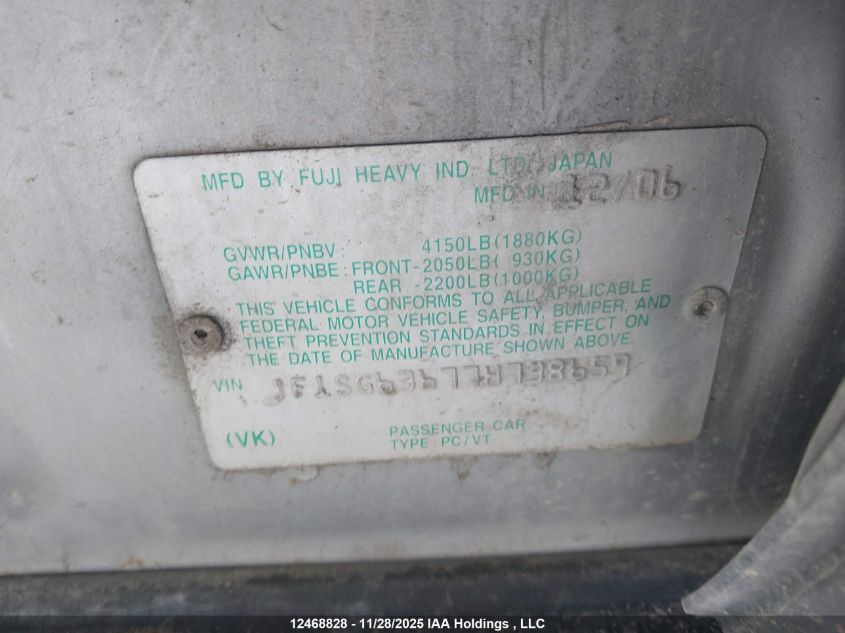 MFD BY FUJI HEAVY IND. LTD. JAPAN
MFD IN 12/06
GVWR/PNBV: 4150LB(1880KG)
GAWR/PNBE: FRONT-2050LB( 930KG)
REAR -2200LB(1000KG)
THIS VEHICLE CONFORMS TO ALL APPLICABLE
FEDERAL MOTOR VEHICLE SAFETY, BUMPER, AND
THEFT PREVENTION STANDARDS IN EFFECT ON
THE DATE OF MANUFACTURE SHOWN ABOVE.
VIN
(VK)
PASSENGER CAR
TYPE: PC/VT
12468828 - 11/28/2025 IAA Holdings , LLC